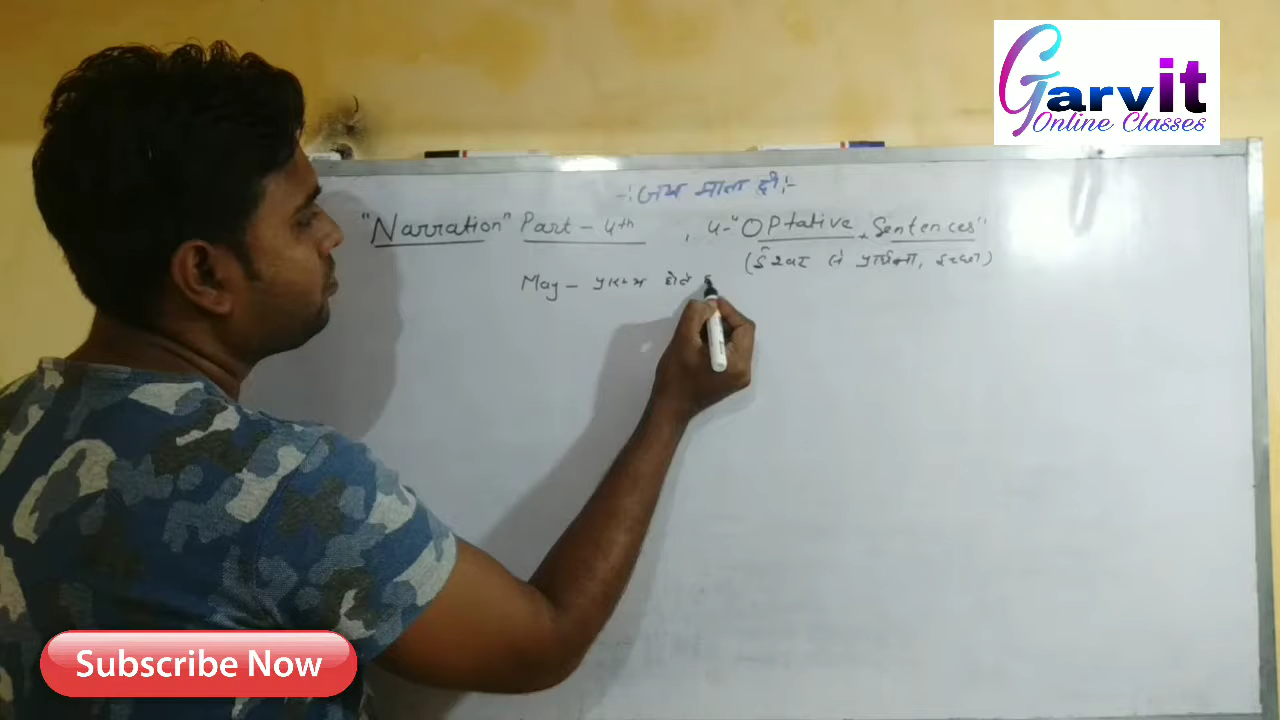 Garvit
Online Classes
-:जय माता दी:-
"Narration" Part - 4th , 4-"Optative Sentences"
(ईश्वर से प्रार्थना, इच्छा)
May - प्रारम्भ होते ह
Subscribe Now